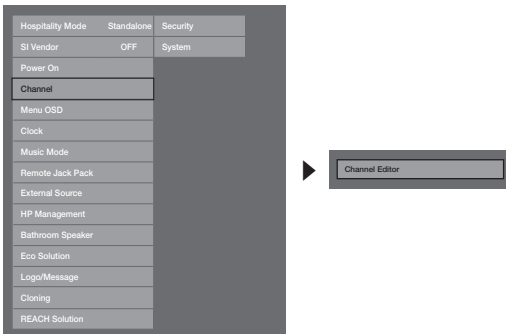 Hospitality Mode Standalone Security
SI Vendor OFF System
Power On
Channel
Menu OSD
Clock
Music Mode
Remote Jack Pack
External Source
HP Management
Bathroom Speaker
Eco Solution
Logo/Message
Cloning
REACH Solution
Channel Editor